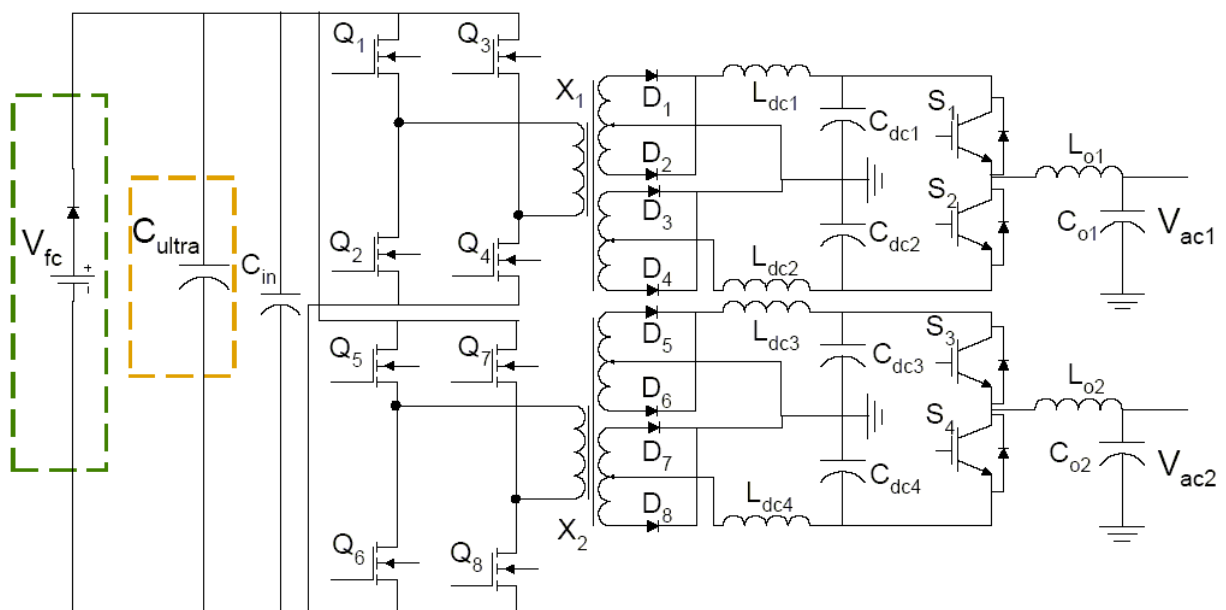 Vfc
+
-
Cultra
Cin
Q1
Q3
Q2
Q4
Q5
Q7
Q6
Q8
X1
X2
D1
D2
D3
D4
D5
D6
D7
D8
Ldc1
Cdc1
Cdc2
Ldc2
Ldc3
Cdc3
Cdc4
Ldc4
S1
S2
S3
S4
Lo1
Co1
Vac1
Lo2
Co2
Vac2